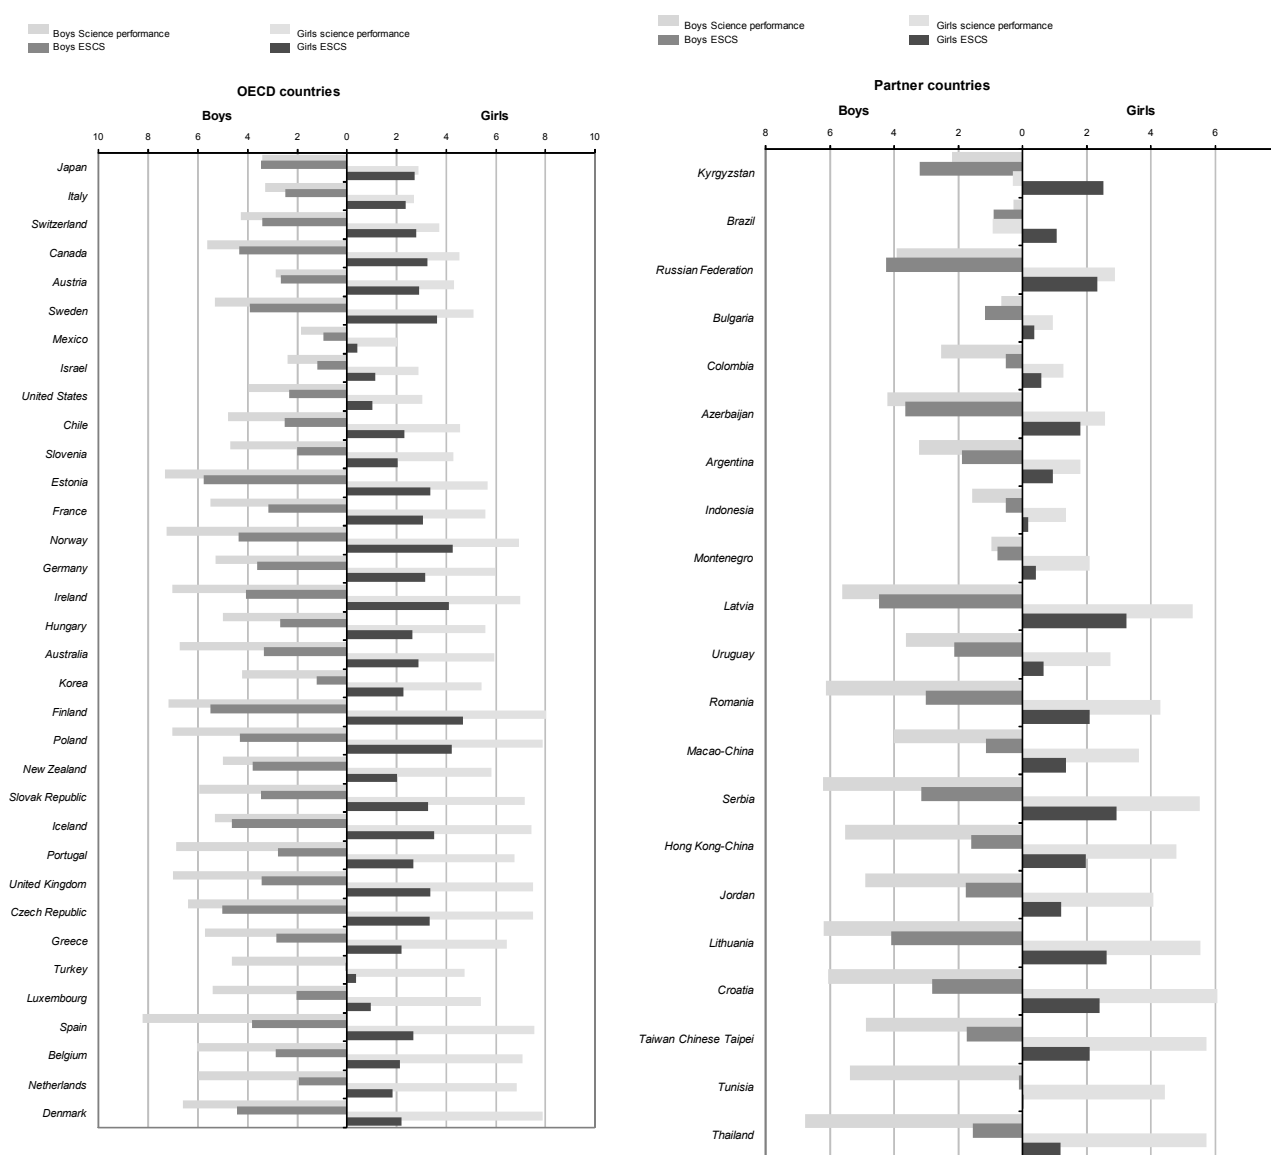 Boys Science performance
Girls science performance
Boys ESCS
Girls ESCS
OECD countries
Boys
Girls
10 8 6 4 2 0 2 4 6 8 10
Japan
Italy
Switzerland
Canada
Austria
Sweden
Mexico
Israel
United States
Chile
Slovenia
Estonia
France
Norway
Germany
Ireland
Hungary
Australia
Korea
Finland
Poland
New Zealand
Slovak Republic
Iceland
Portugal
United Kingdom
Czech Republic
Greece
Turkey
Luxembourg
Spain
Belgium
Netherlands
Denmark
Boys Science performance
Girls science performance
Boys ESCS
Girls ESCS
Partner countries
Boys
Girls
8 6 4 2 0 2 4 6
Kyrgyzstan
Brazil
Russian Federation
Bulgaria
Colombia
Azerbaijan
Argentina
Indonesia
Montenegro
Latvia
Uruguay
Romania
Macao-China
Serbia
Hong Kong-China
Jordan
Lithuania
Croatia
Taiwan Chinese Taipei
Tunisia
Thailand